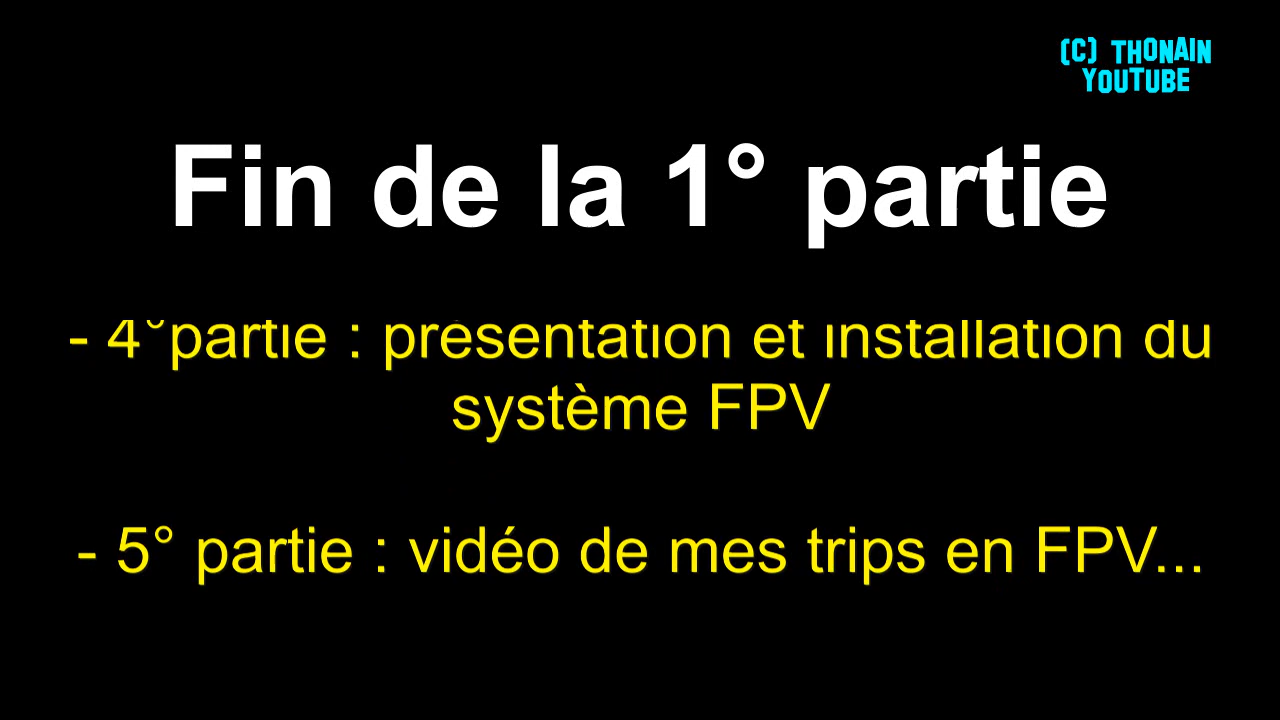 (C) THONAIN
YOUTUBE
Fin de la 1° partie
- 4°partie : présentation et installation du
système FPV
- 5° partie : vidéo de mes trips en FPV...